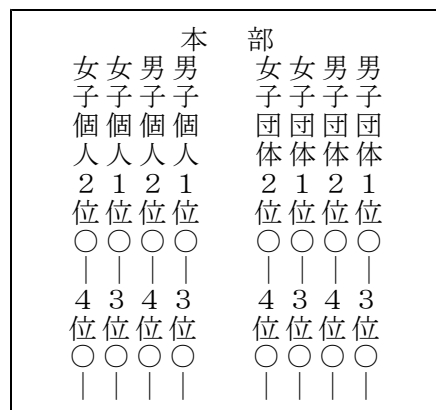 本　部
男子団体１位○―３位○―
男子団体２位○―４位○―
女子団体１位○―３位○―
女子団体２位○―４位○―
男子個人１位○―３位○―
男子個人２位○―４位○―
女子個人１位○―３位○―
女子個人２位○―４位○―